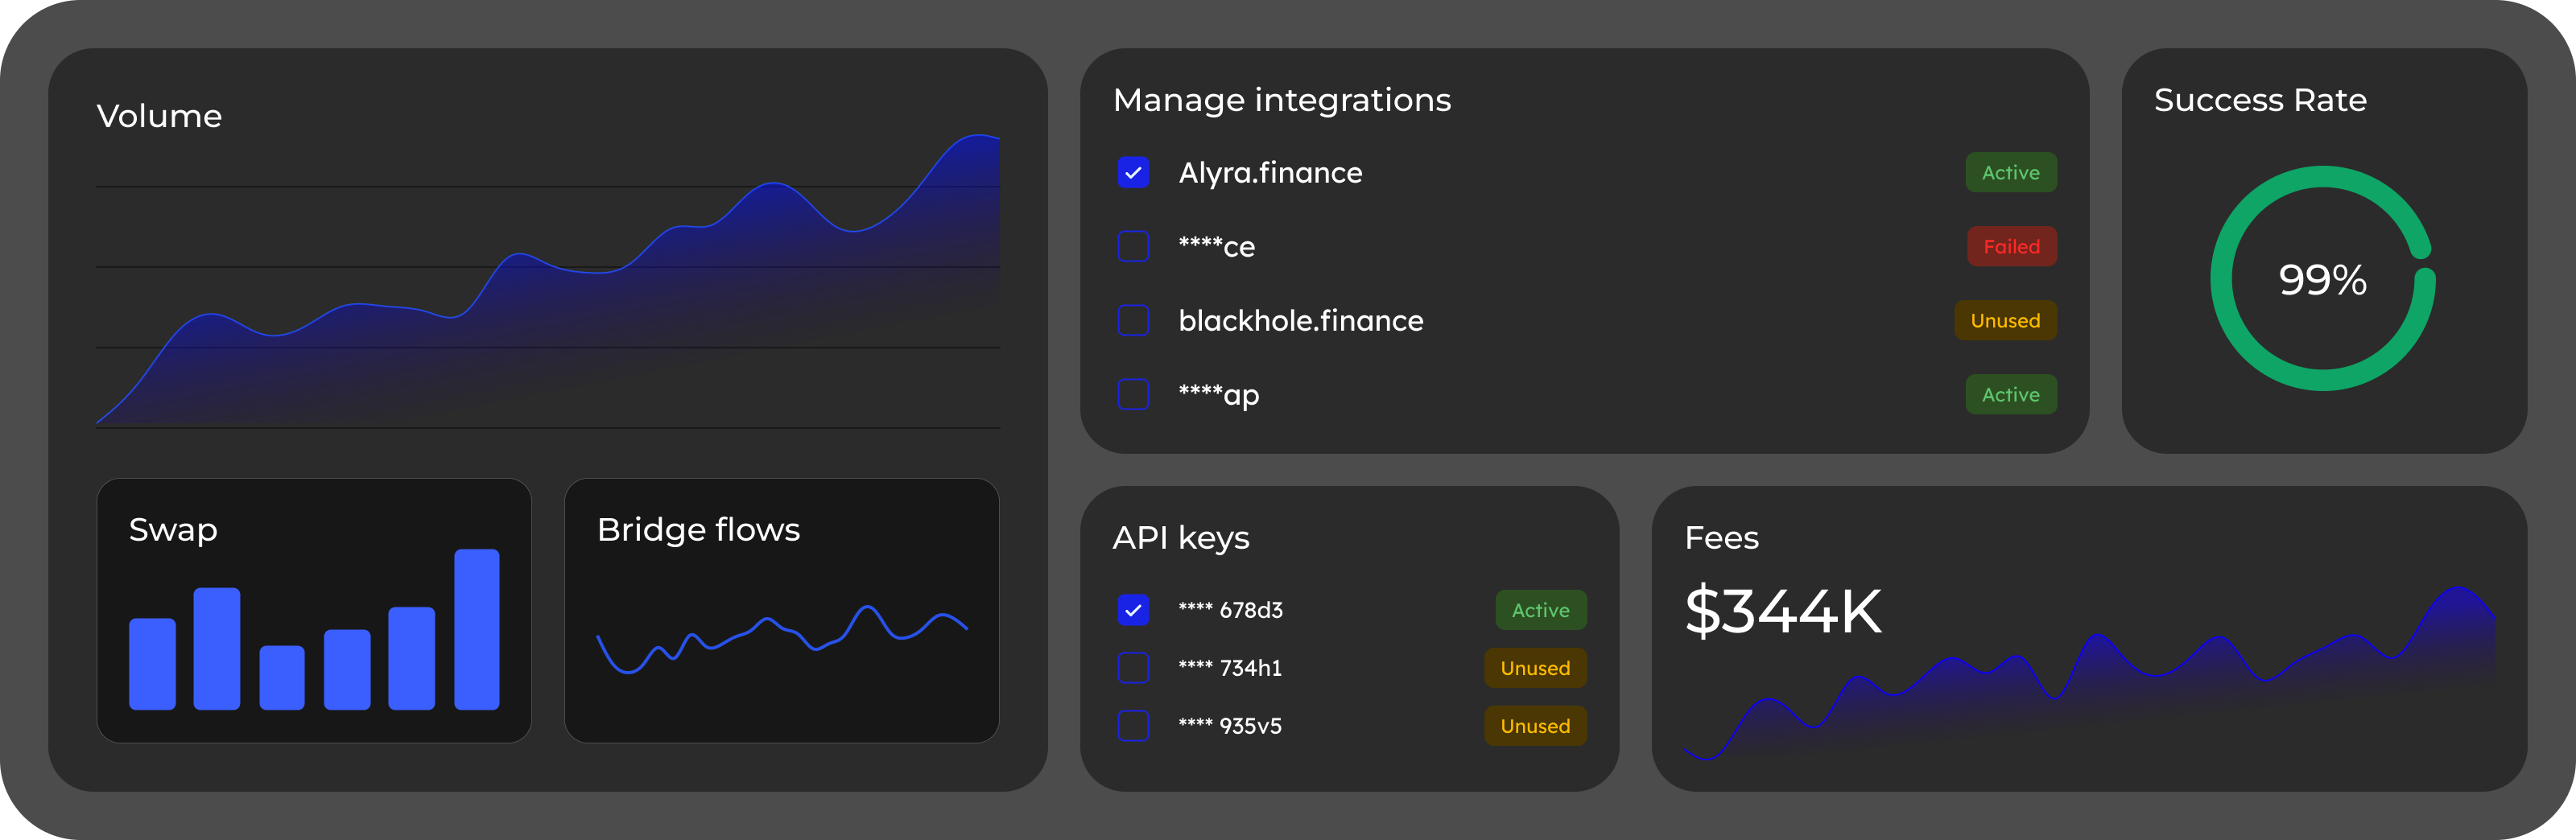 Volume
Swap
Bridge flows
Manage integrations
Alyra.finance Active
****ce Failed
blackhole.finance Unused
****ap Active
Success Rate
99%
API keys
**** 678d3 Active
**** 734h1 Unused
**** 935v5 Unused
Fees
$344K